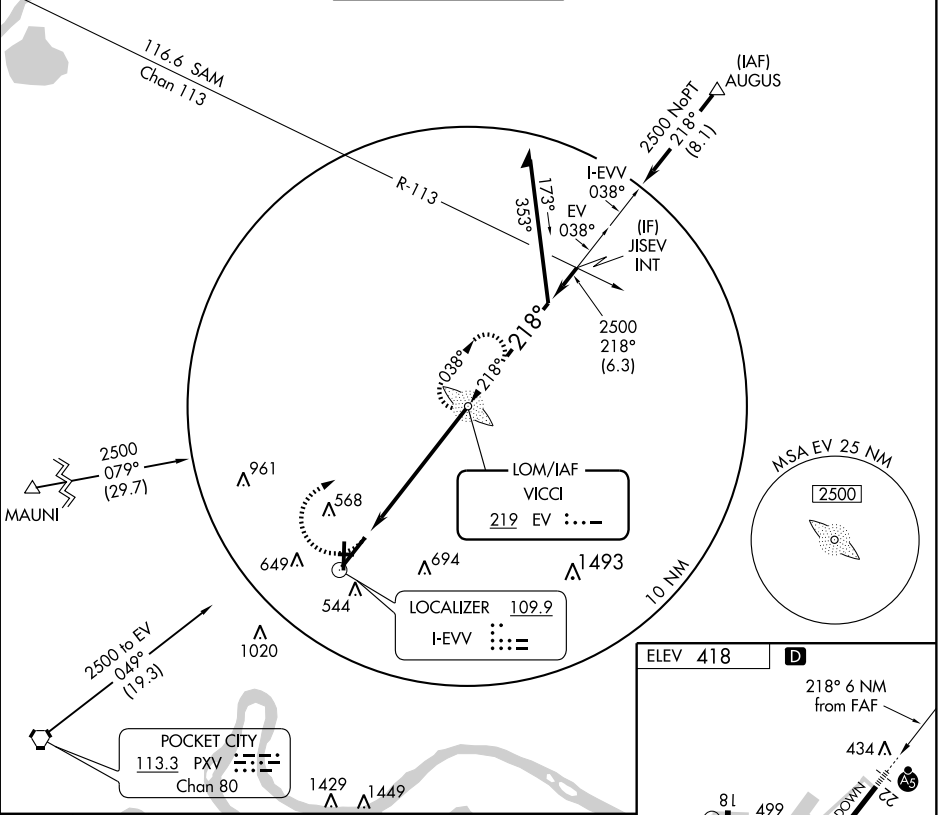 116.6 SAM
Chan 113
R-113
(IAF)
AUGUS
2500 NoPT
218°
(8.1)
I-EVV
038°
EV
038°
(IF)
JISEV
INT
173°
353°
2500
218°
(6.3)
218°
038°
218°
2500
079°
(29.7)
MAUNI
961
568
649
544
694
1493
1020
10 NM
LOM/IAF
VICCI
219 EV
LOCALIZER 109.9
I-EVV
MSA EV 25 NM
2500
2500 to EV
049°
(19.3)
POCKET CITY
113.3 PXV
Chan 80
1429
1449
ELEV 418
D
218° 6 NM
from FAF
434
A5
22
DOWN
18
499